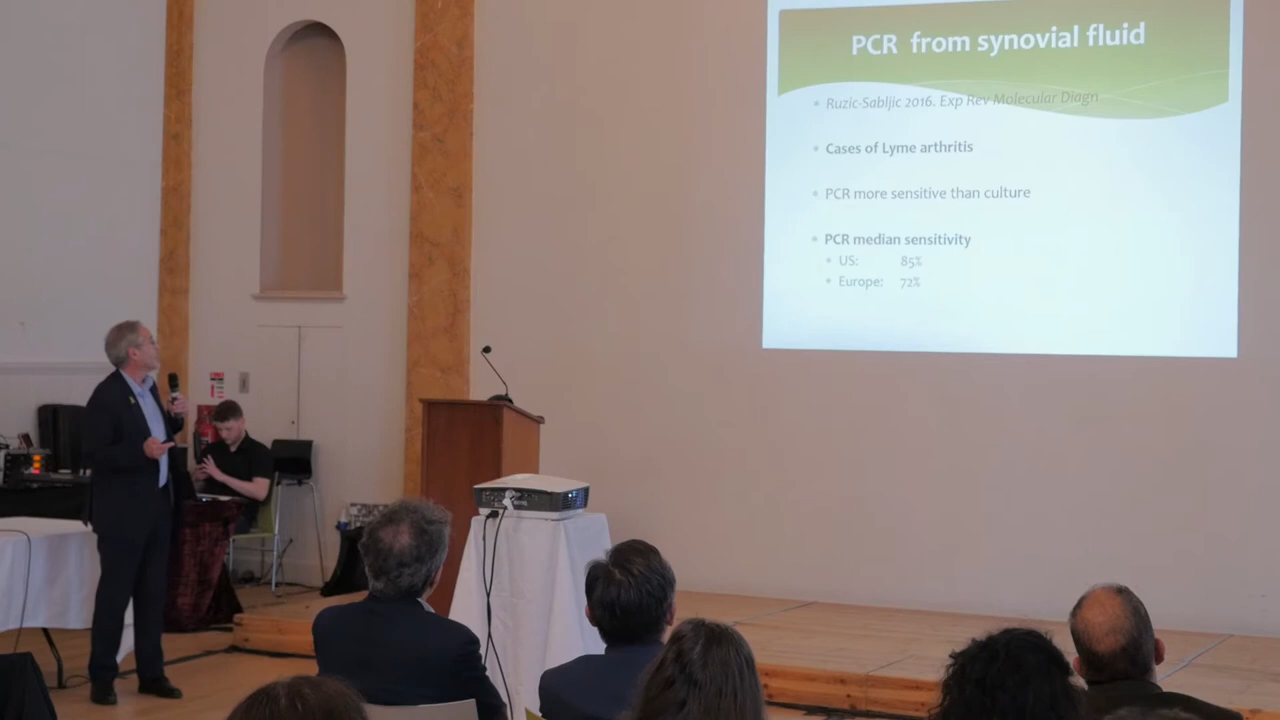 PCR from synovial fluid
Ruzic-Sabljic 2016. Exp Rev Molecular Diagn
Cases of Lyme arthritis
PCR more sensitive than culture
PCR median sensitivity
US: 85%
Europe: 72%